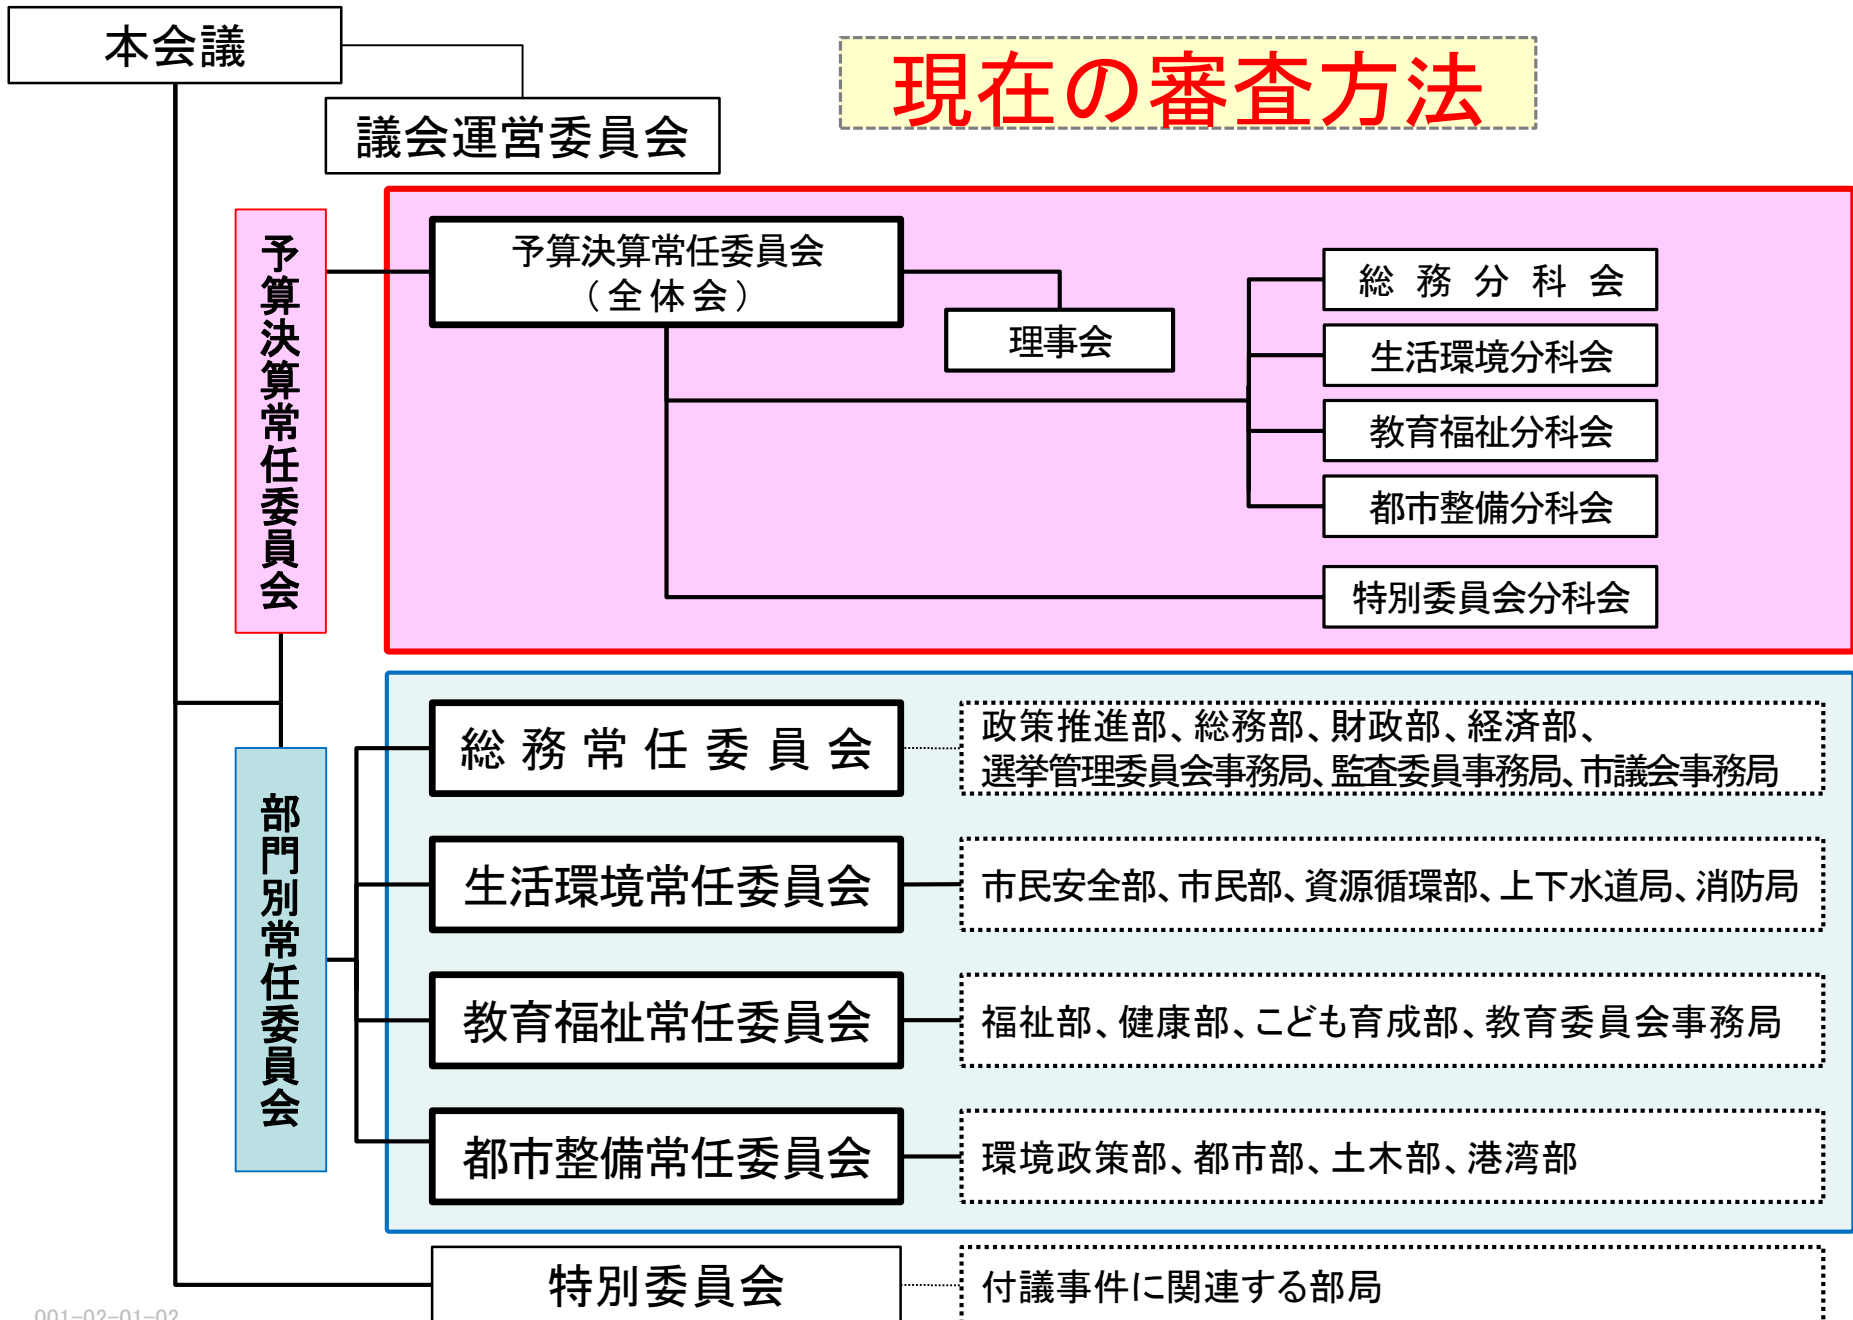 本会議
現在の審査方法
議会運営委員会
予算決算常任委員会
予算決算常任委員会
（全体会）
理事会
総務分科会
生活環境分科会
教育福祉分科会
都市整備分科会
特別委員会分科会
部門別常任委員会
総務常任委員会
政策推進部、総務部、財政部、経済部、
選挙管理委員会事務局、監査委員事務局、市議会事務局
生活環境常任委員会
市民安全部、市民部、資源循環部、上下水道局、消防局
教育福祉常任委員会
福祉部、健康部、こども育成部、教育委員会事務局
都市整備常任委員会
環境政策部、都市部、土木部、港湾部
特別委員会
付議事件に関連する部局
001-02-01-02